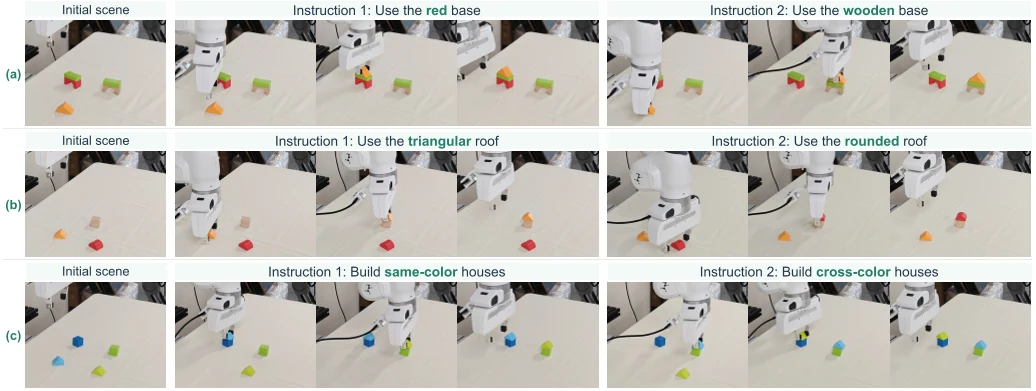 Initial scene
Instruction 1: Use the red base
Instruction 2: Use the wooden base
(a)
Initial scene
Instruction 1: Use the triangular roof
Instruction 2: Use the rounded roof
(b)
Initial scene
Instruction 1: Build same-color houses
Instruction 2: Build cross-color houses
(c)